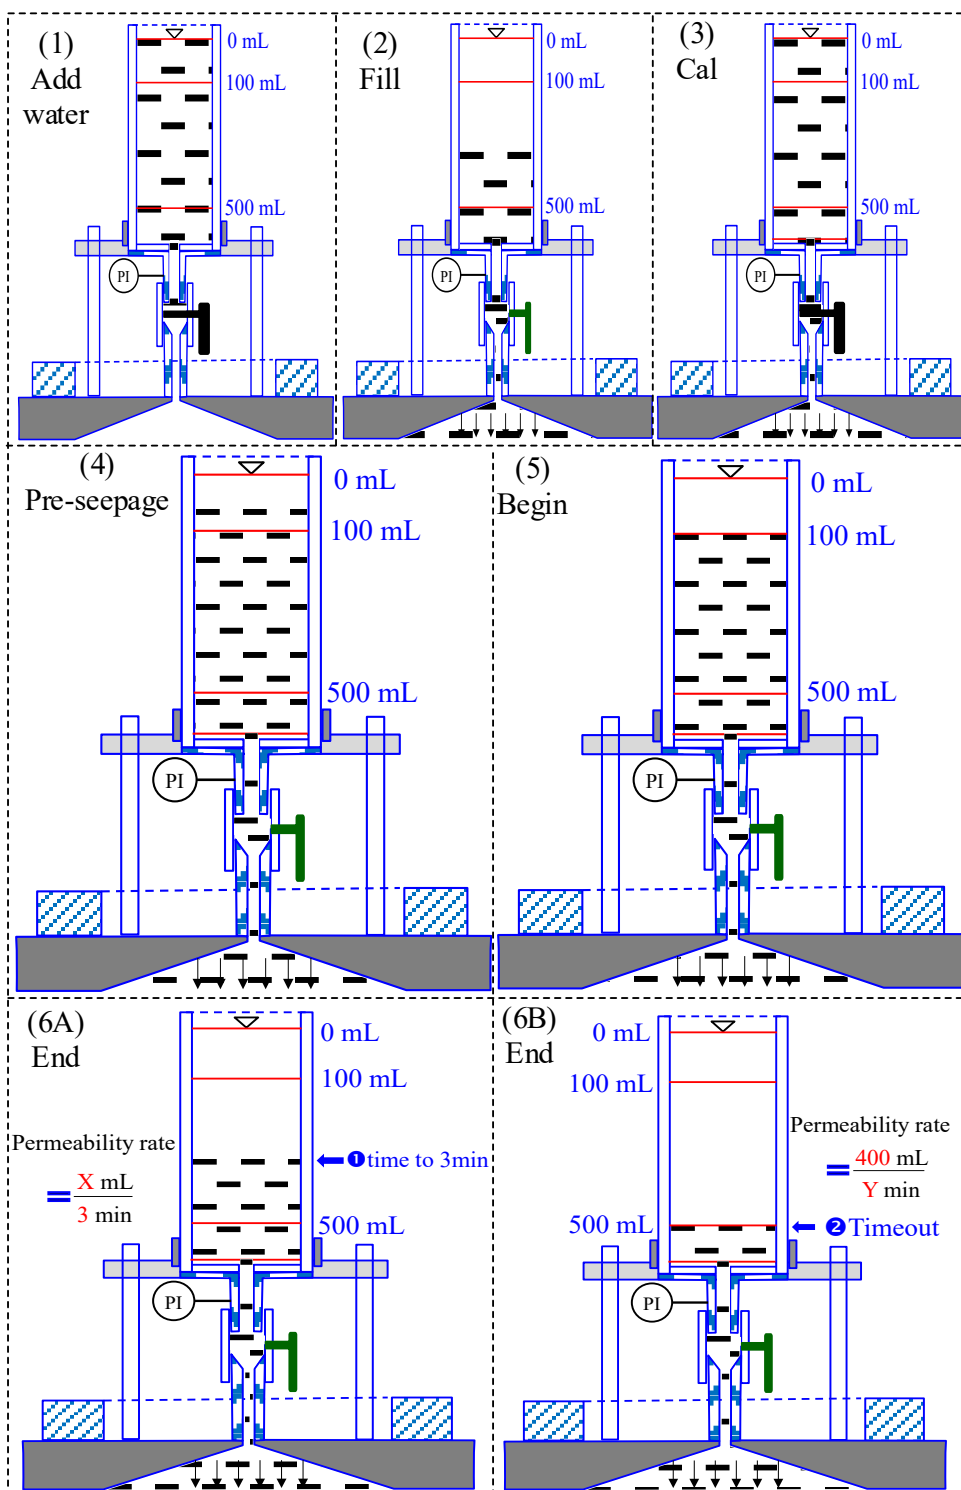 (1)
Add
water
0 mL
100 mL
500 mL
PI
(2)
Fill
0 mL
100 mL
500 mL
PI
(3)
Cal
0 mL
100 mL
500 mL
PI
(4)
Pre-seepage
0 mL
100 mL
500 mL
PI
(5)
Begin
0 mL
100 mL
500 mL
PI
(6A)
End
0 mL
100 mL
Permeability rate
= X mL
3 min
❶time to 3min
500 mL
PI
(6B)
End
0 mL
100 mL
Permeability rate
= 400 mL
Y min
500 mL
❷Timeout
PI